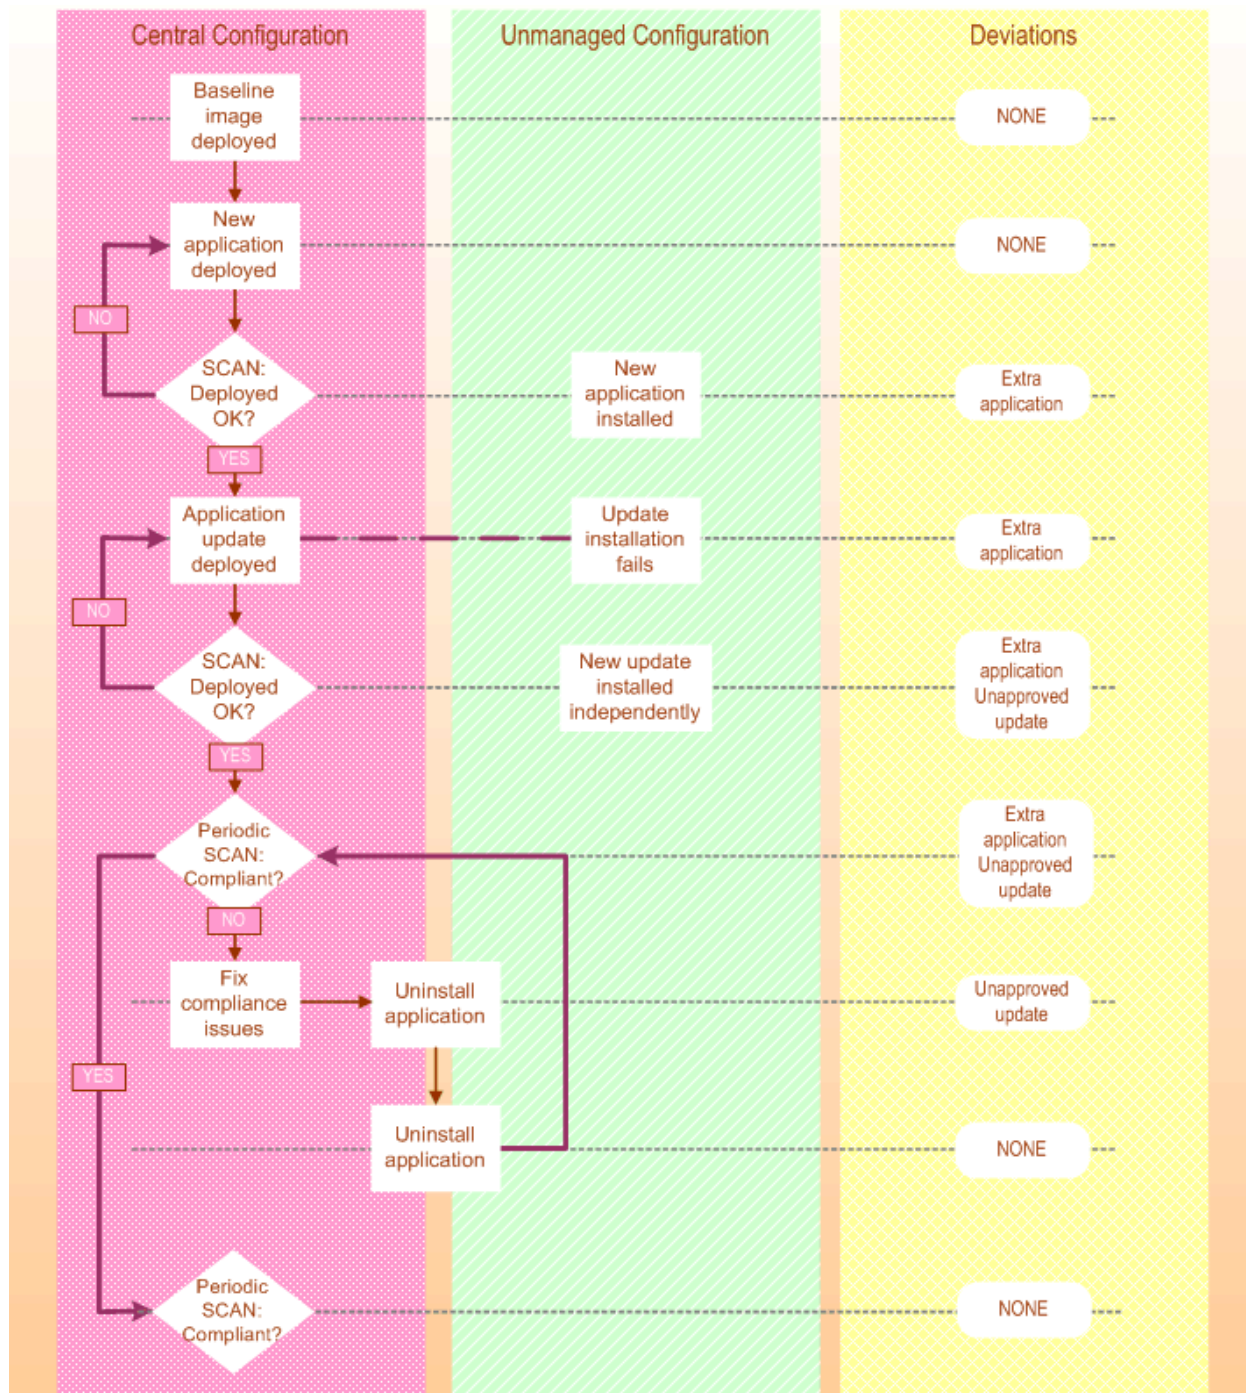 Central Configuration
Unmanaged Configuration
Deviations
Baseline
image
deployed
NONE
New
application
deployed
NONE
NO
SCAN:
Deployed
OK?
New
application
installed
Extra
application
YES
Application
update
deployed
Update
installation
fails
Extra
application
NO
SCAN:
Deployed
OK?
New update
installed
independently
Extra
application
Unapproved
update
YES
Periodic
SCAN:
Compliant?
Extra
application
Unapproved
update
NO
Fix
compliance
issues
Uninstall
application
Unapproved
update
YES
Uninstall
application
NONE
Periodic
SCAN:
Compliant?
NONE